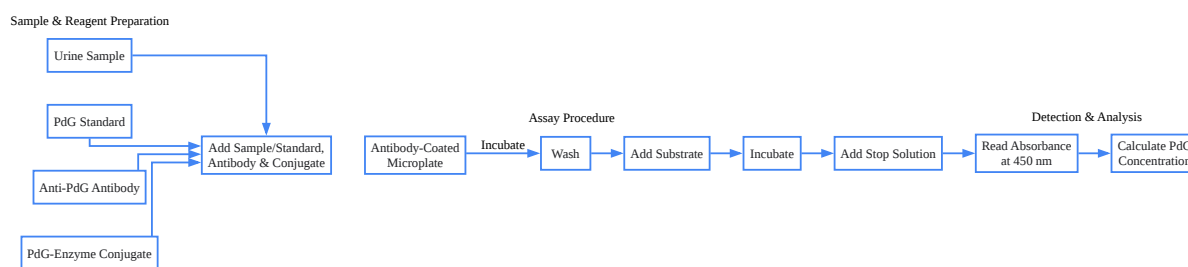 Sample & Reagent Preparation
Urine Sample
PdG Standard
Anti-PdG Antibody
PdG-Enzyme Conjugate
Add Sample/Standard,
Antibody & Conjugate
Assay Procedure
Antibody-Coated
Microplate
Incubate
Wash
Add Substrate
Incubate
Add Stop Solution
Detection & Analysis
Read Absorbance
at 450 nm
Calculate PdG
Concentration